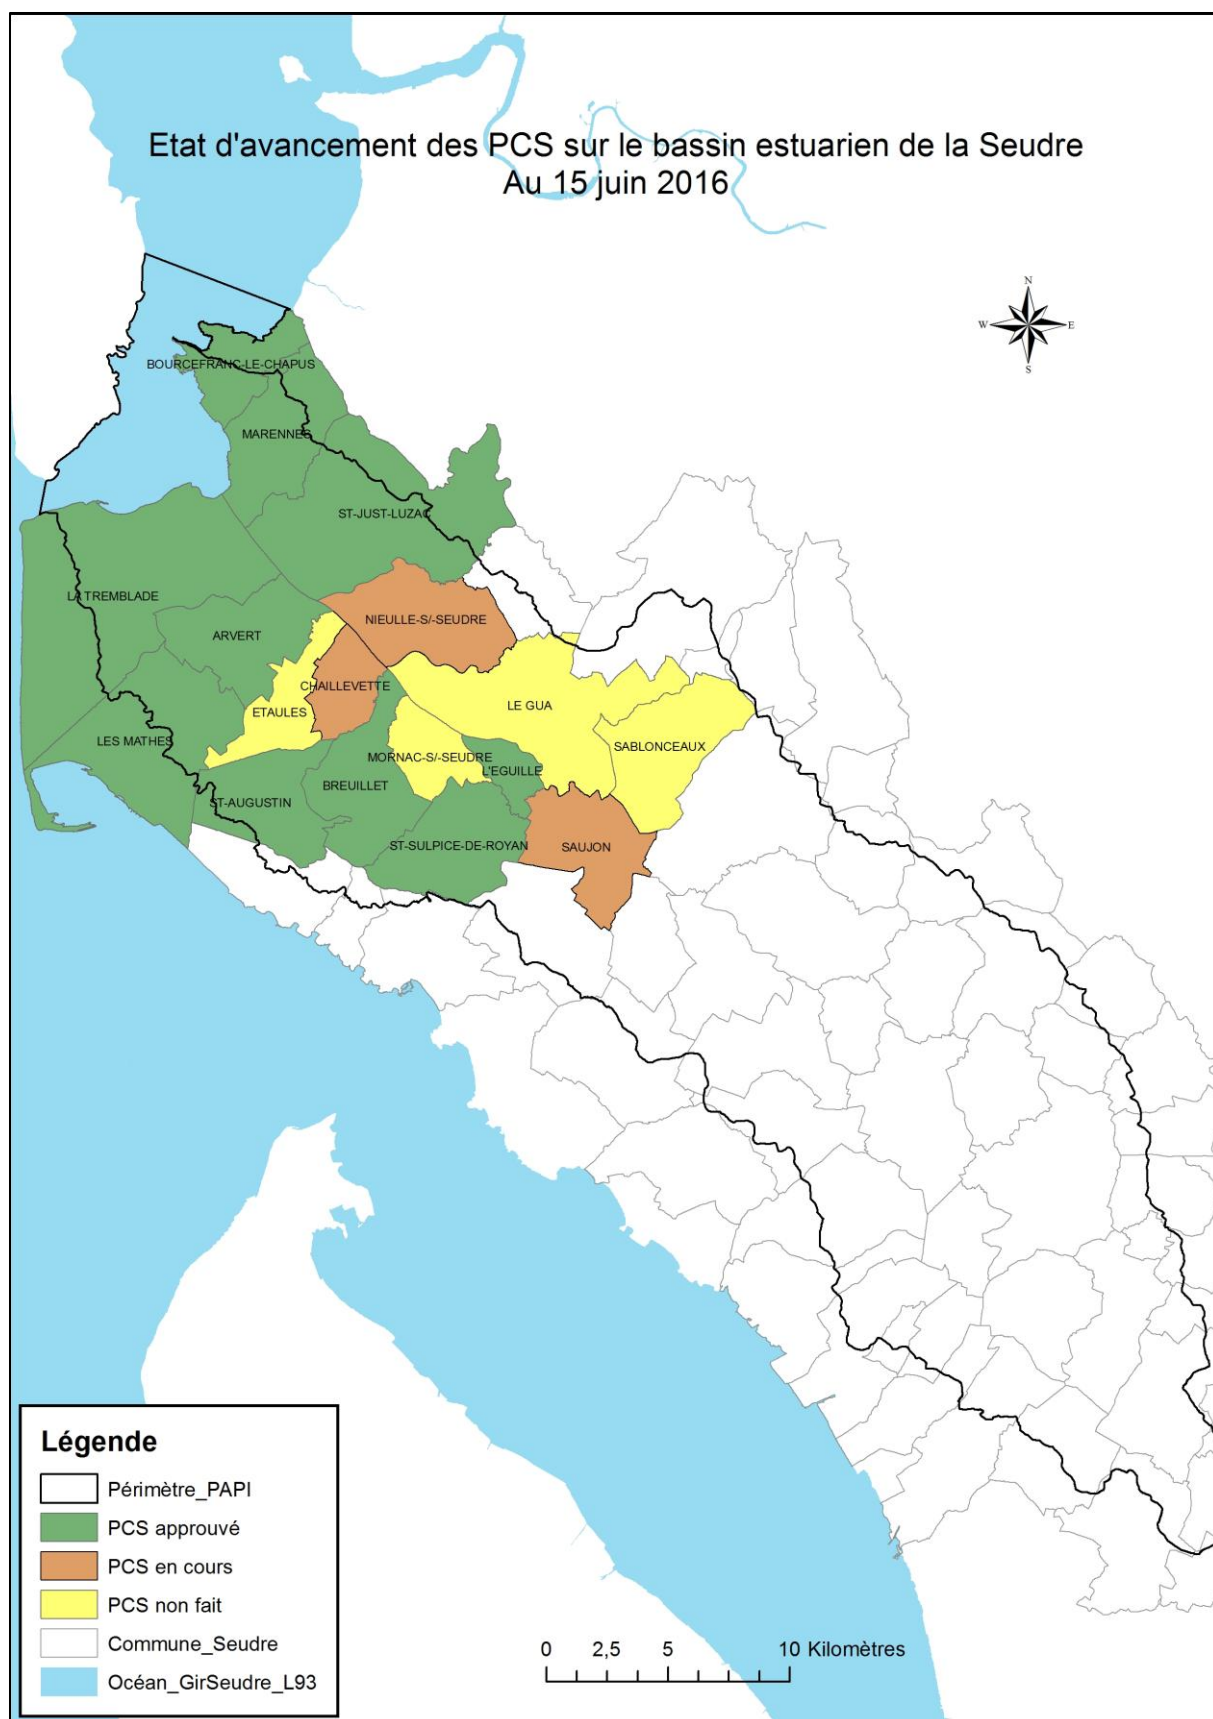 Etat d'avancement des PCS sur le bassin estuarien de la Seudre
Au 15 juin 2016
N
W
E
S
BOURCEFRANC-LE-CHAPUS
MARENNES
ST-JUST-LUZAC
LA TREMBLADE
NIEULLE-S/-SEUDRE
ARVERT
CHAILLEVETTE
ETAULES
LE GUA
LES MATHES
SABLONCEAUX
MORNAC-S/-SEUDRE
L'EGUILLE
BREUILLET
ST-AUGUSTIN
ST-SULPICE-DE-ROYAN
SAUJON
Légende
Périmètre_PAPI
PCS approuvé
PCS en cours
PCS non fait
Commune_Seudre
Océan_GirSeudre_L93
0 2,5 5 10 Kilomètres